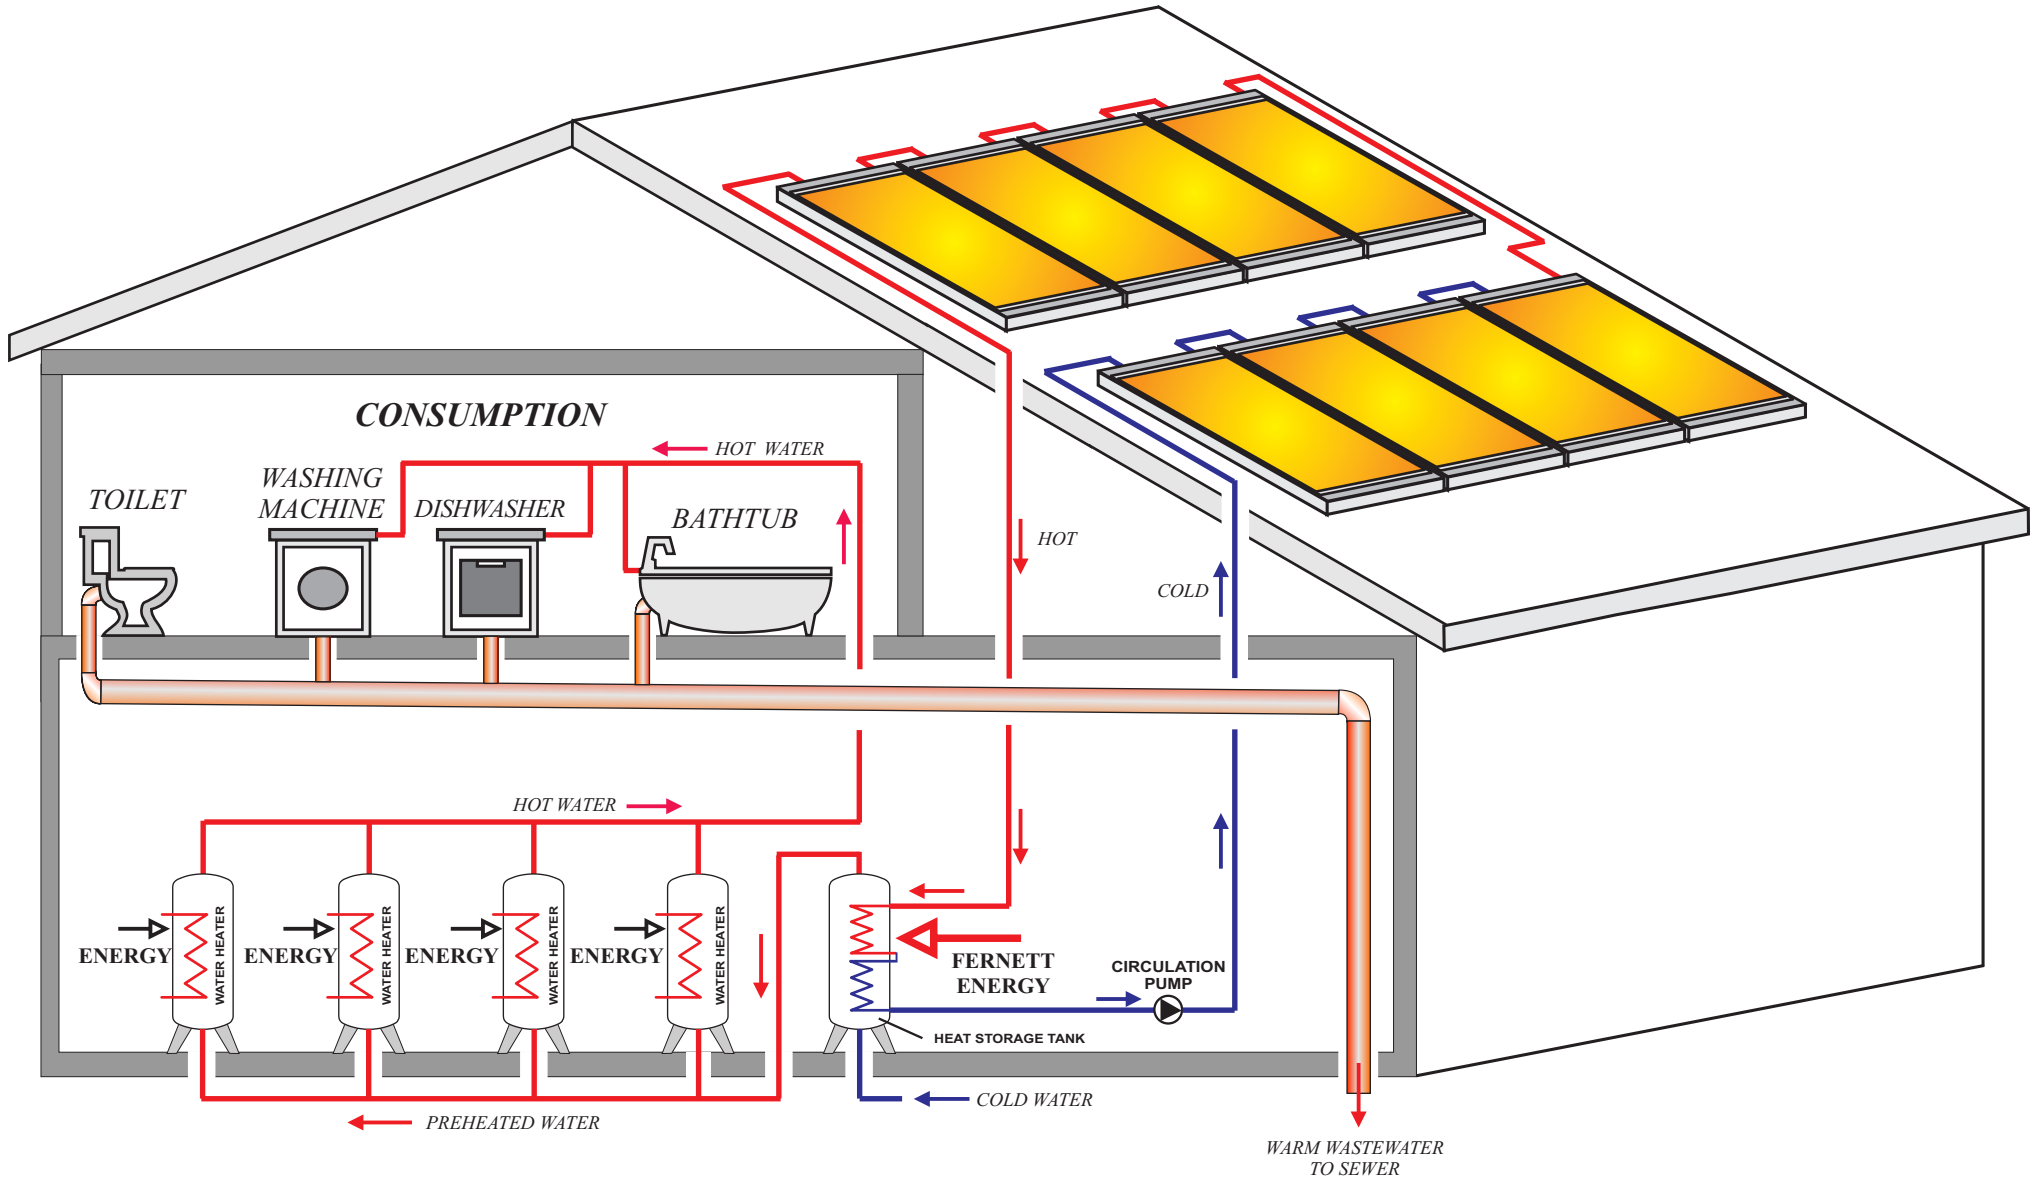 CONSUMPTION
HOT WATER
TOILET
WASHING
MACHINE
DISHWASHER
BATHTUB
HOT
COLD
HOT WATER
ENERGY
WATER HEATER
ENERGY
WATER HEATER
ENERGY
WATER HEATER
ENERGY
WATER HEATER
FERNETT
ENERGY
CIRCULATION
PUMP
HEAT STORAGE TANK
COLD WATER
PREHEATED WATER
WARM WASTEWATER
TO SEWER